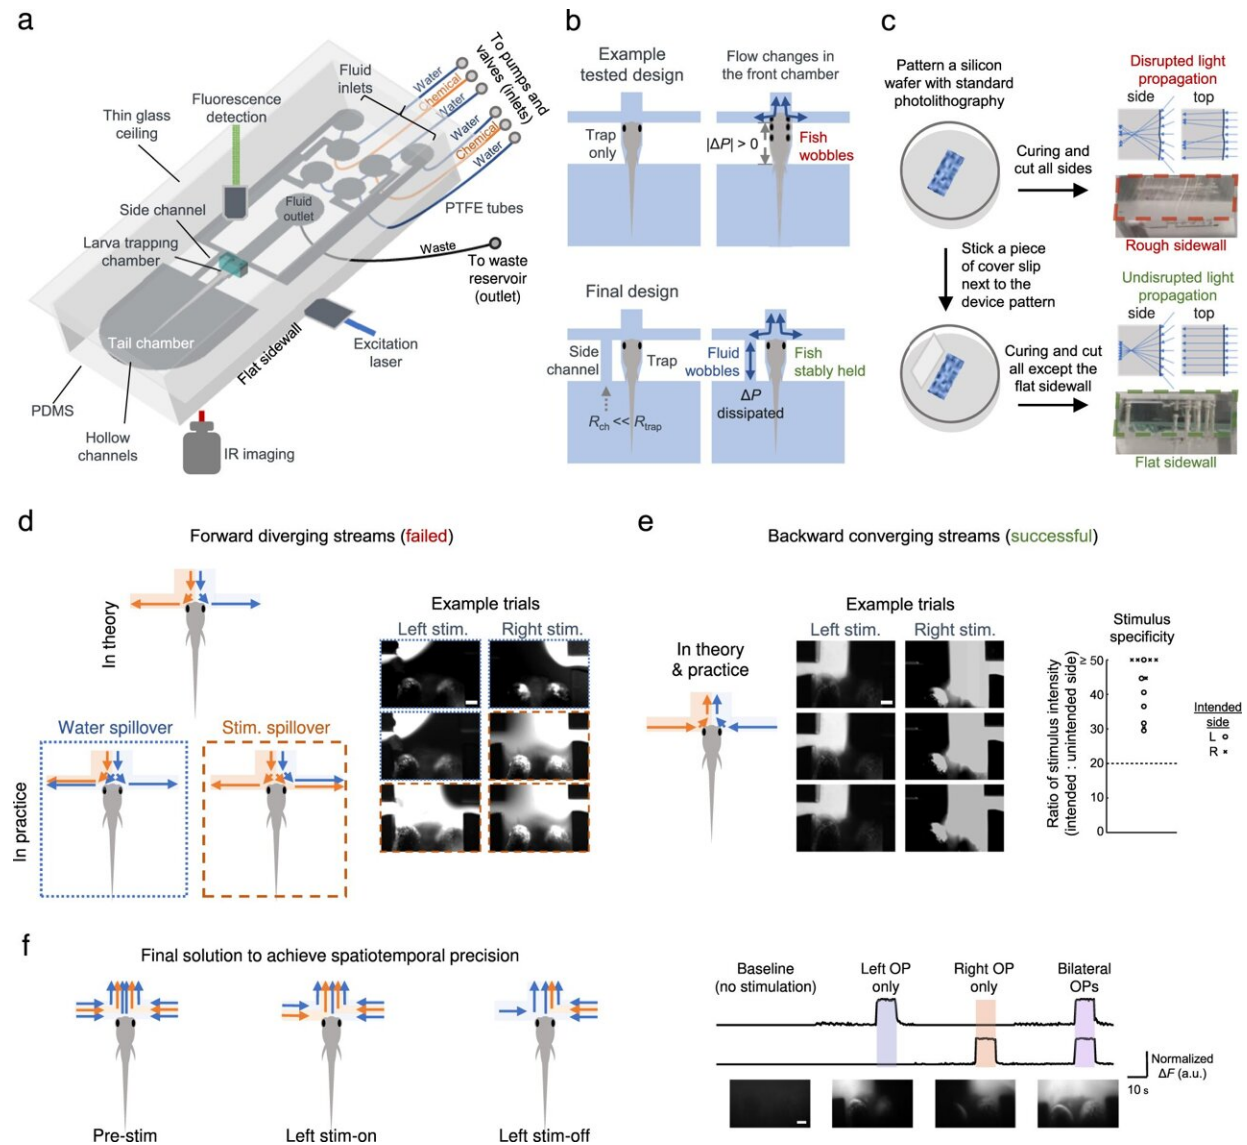 a
Thin glass
ceiling
Fluorescence
detection
Side channel
Larva trapping
chamber
Fluid
inlets
Water
Chemical
Water
Water
Chemical
Water
To pumps and
valves (inlets)
PTFE tubes
Fluid
outlet
Waste
To waste
reservoir
(outlet)
Tail chamber
Flat sidewall
Excitation
laser
PDMS
Hollow
channels
IR imaging
b
Example
tested design
Flow changes in
the front chamber
Trap
only
|ΔP| > 0
Fish
wobbles
Final design
Side
channel
Trap
R_ch << R_trap
Fluid
wobbles
Fish
stably held
ΔP
dissipated
c
Pattern a silicon
wafer with standard
photolithography
Curing and
cut all sides
Disrupted light
propagation
side top
Rough sidewall
Stick a piece
of cover slip
next to the
device pattern
Curing and cut
all except the
flat sidewall
Undisrupted light
propagation
side top
Flat sidewall
d
Forward diverging streams (failed)
In theory
In practice
Water spillover
Stim. spillover
Example trials
Left stim. Right stim.
e
Backward converging streams (successful)
In theory
& practice
Example trials
Left stim. Right stim.
Stimulus
specificity
Ratio of stimulus intensity
(intended : unintended side)
≥ 50
40
30
20
10
0
Intended
side
L
R
f
Final solution to achieve spatiotemporal precision
Pre-stim
Left stim-on
Left stim-off
Baseline
(no stimulation)
Left OP
only
Right OP
only
Bilateral
OPs
Normalized
ΔF (a.u.)
10 s